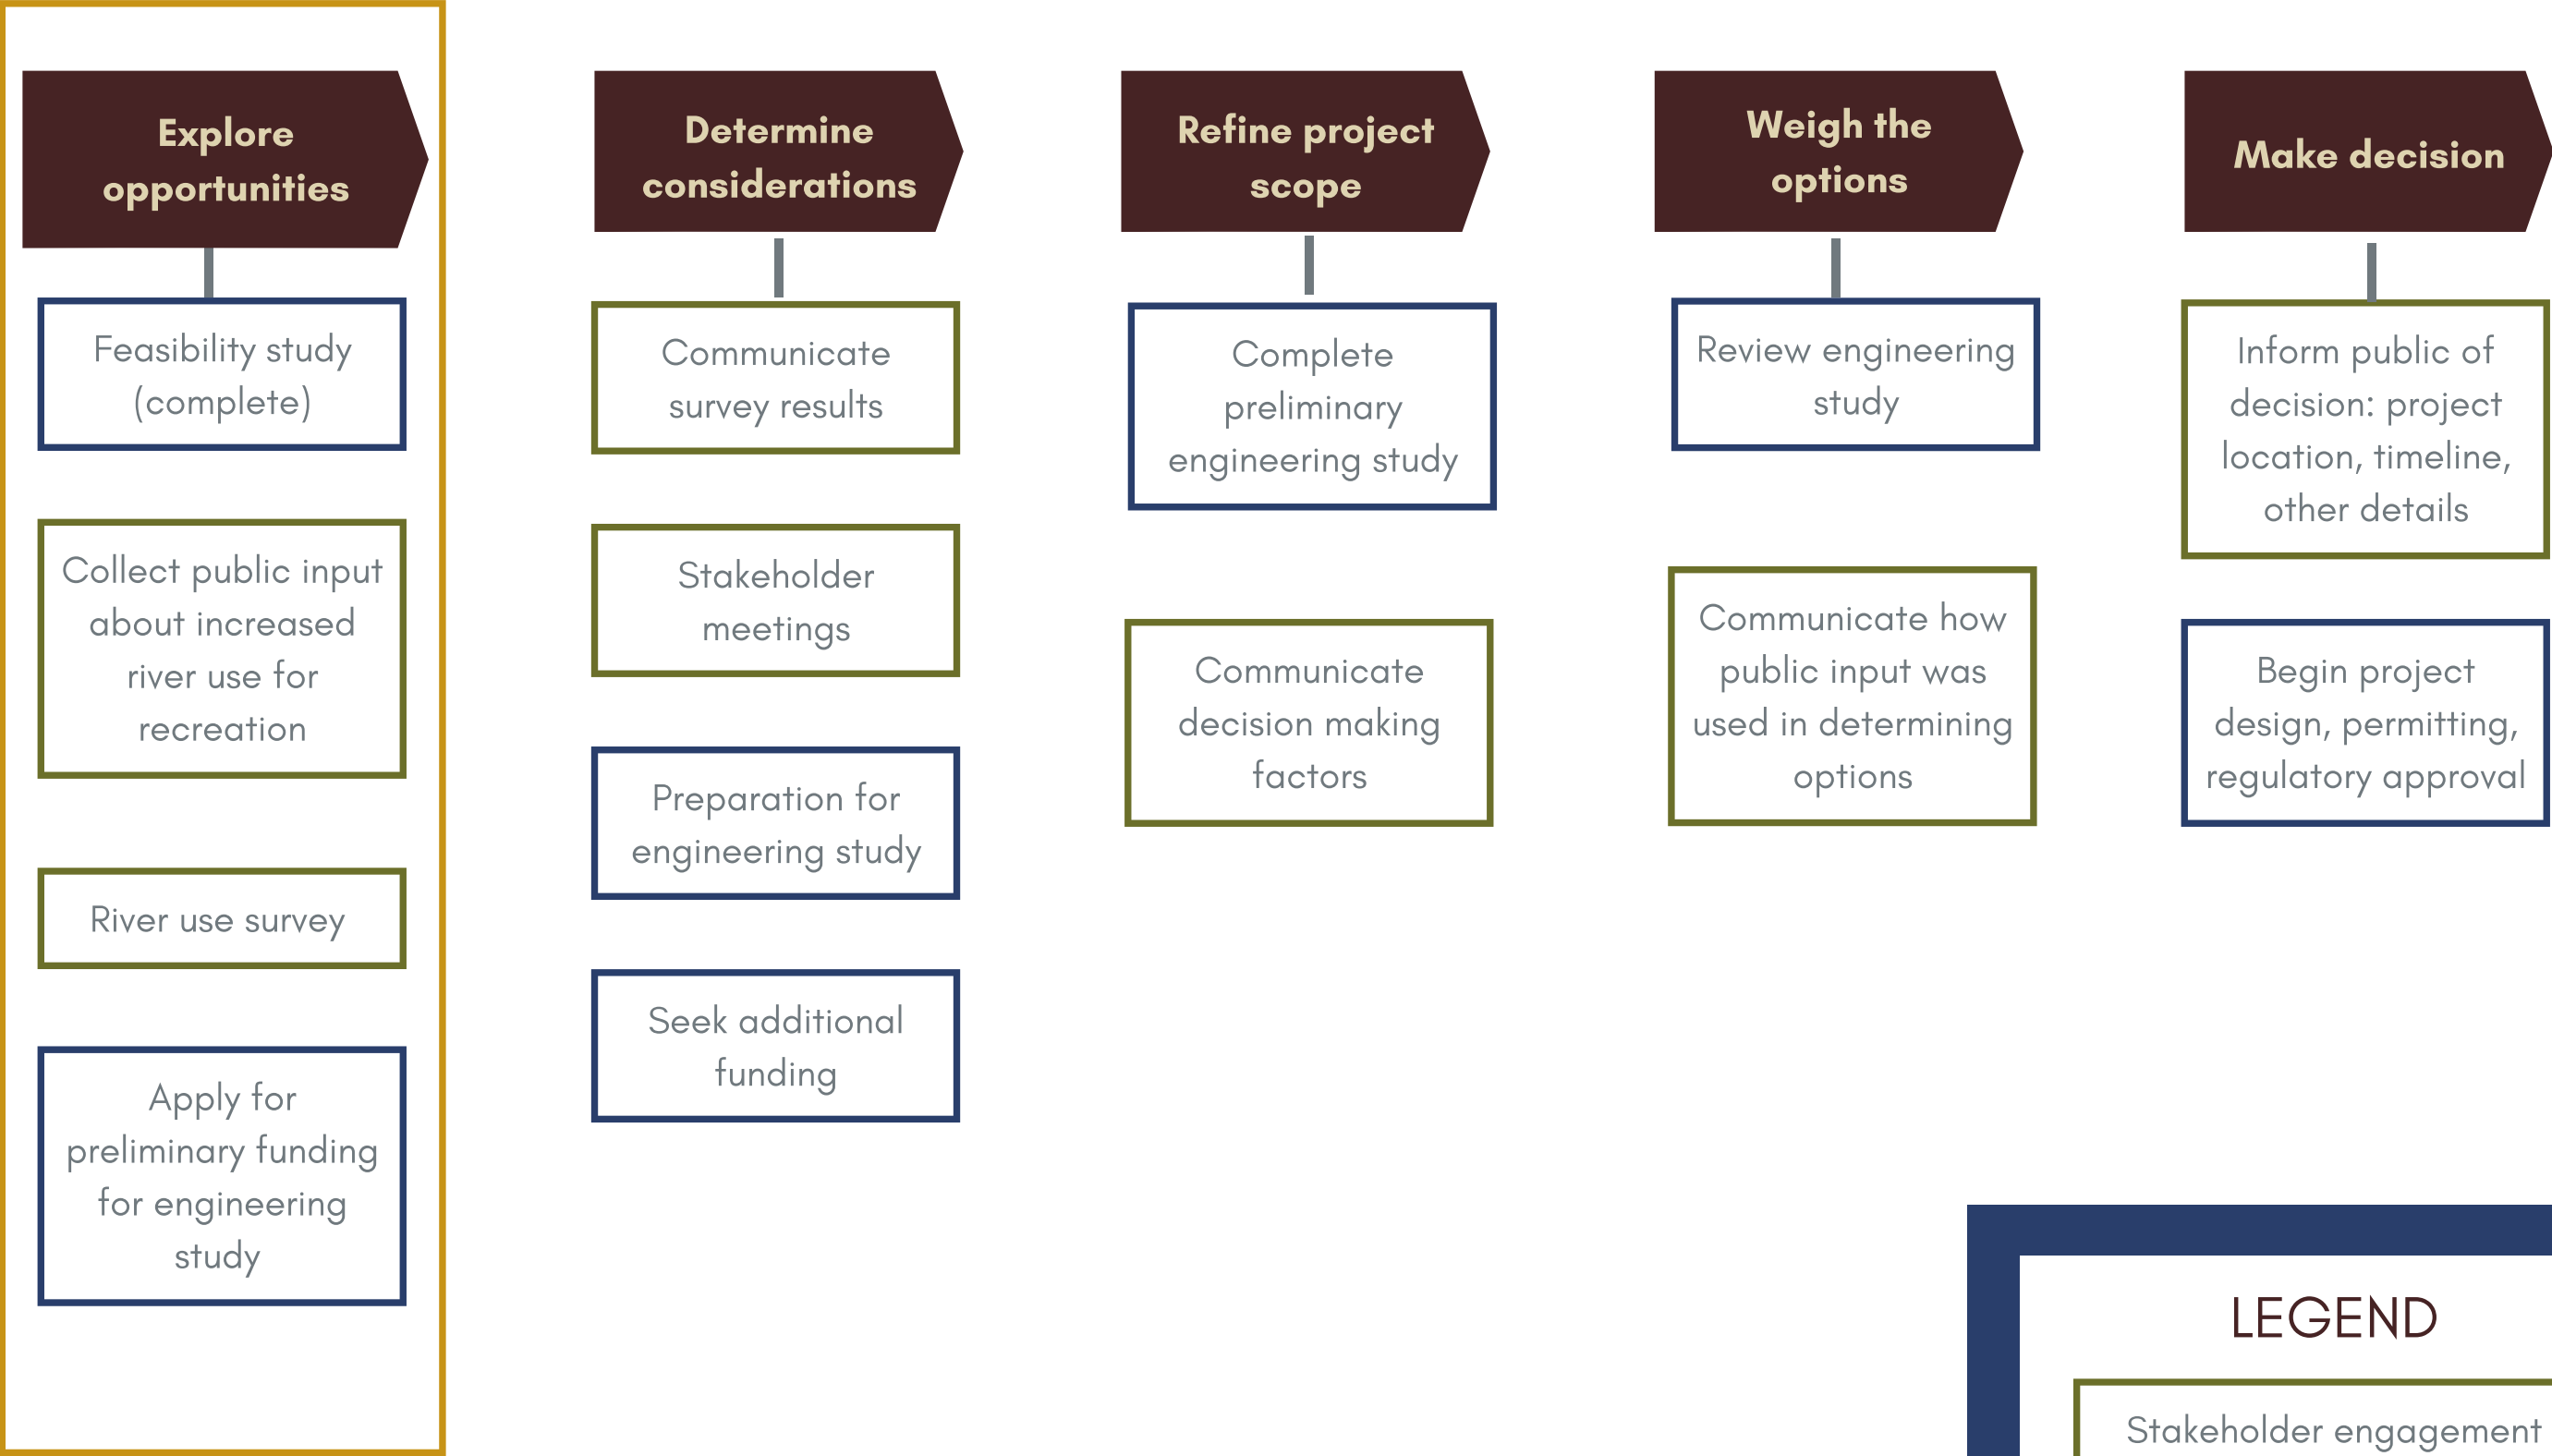 Explore
opportunities
Feasibility study
(complete)
Collect public input
about increased
river use for
recreation
River use survey
Apply for
preliminary funding
for engineering
study
Determine
considerations
Communicate
survey results
Stakeholder
meetings
Preparation for
engineering study
Seek additional
funding
Refine project
scope
Complete
preliminary
engineering study
Communicate
decision making
factors
Weigh the
options
Review engineering
study
Communicate how
public input was
used in determining
options
Make decision
Inform public of
decision: project
location, timeline,
other details
Begin project
design, permitting,
regulatory approval
LEGEND
Stakeholder engagement